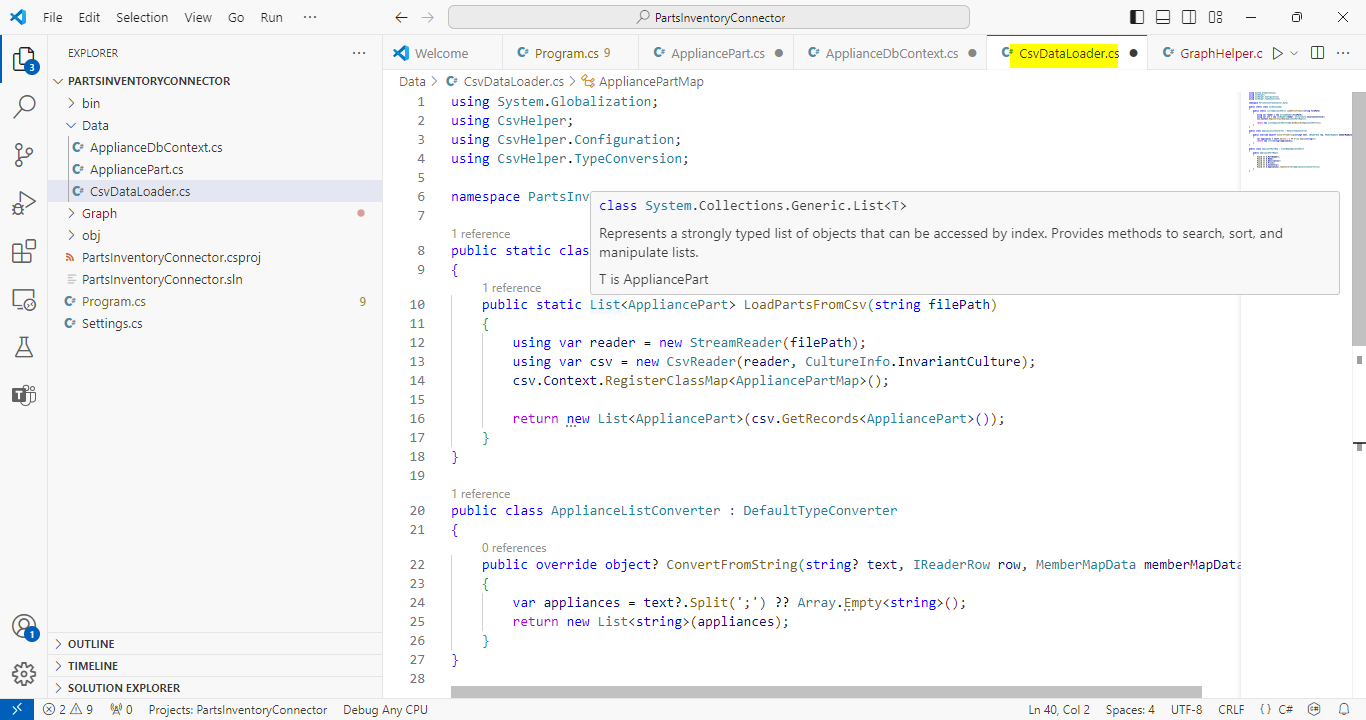 File Edit Selection View Go Run ···
PartsInventoryConnector
EXPLORER
Welcome
Program.cs 9
AppliancePart.cs
ApplianceDbContext.cs
CsvDataLoader.cs
GraphHelper.c
PARTSINVENTORYCONNECTOR
bin
Data
ApplianceDbContext.cs
AppliancePart.cs
CsvDataLoader.cs
Graph
obj
PartsInventoryConnector.csproj
PartsInventoryConnector.sln
Program.cs 9
Settings.cs
OUTLINE
TIMELINE
SOLUTION EXPLORER
3
1
Data > CsvDataLoader.cs > AppliancePartMap
1 using System.Globalization;
2 using CsvHelper;
3 using CsvHelper.Configuration;
4 using CsvHelper.TypeConversion;
5
6 namespace PartsInv
7
class System.Collections.Generic.List<T>
Represents a strongly typed list of objects that can be accessed by index. Provides methods to search, sort, and
manipulate lists.
T is AppliancePart
1 reference
8 public static clas
9 {
1 reference
10 public static List<AppliancePart> LoadPartsFromCsv(string filePath)
11 {
12 using var reader = new StreamReader(filePath);
13 using var csv = new CsvReader(reader, CultureInfo.InvariantCulture);
14 csv.Context.RegisterClassMap<AppliancePartMap>();
15
16 return new List<AppliancePart>(csv.GetRecords<AppliancePart>());
17 }
18 }
19
1 reference
20 public class ApplianceListConverter : DefaultTypeConverter
21 {
0 references
22 public override object? ConvertFromString(string? text, IReaderRow row, MemberMapData memberMapData
23 {
24 var appliances = text?.Split(';') ?? Array.Empty<string>();
25 return new List<string>(appliances);
26 }
27 }
28
2 9 0 Projects: PartsInventoryConnector Debug Any CPU
Ln 40, Col 2 Spaces: 4 UTF-8 CRLF {} C#